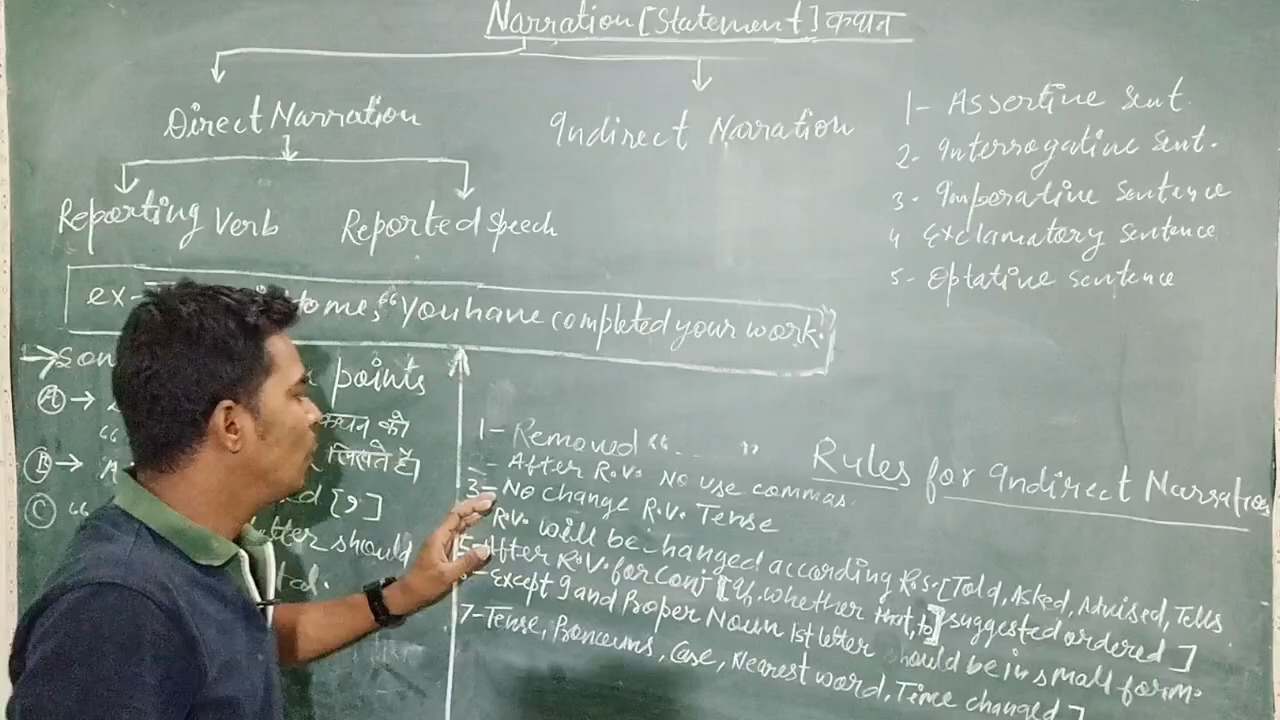 Narration [Statement] कथन
Direct Narration
Indirect Narration
Reporting Verb
Reported Speech
1- Assertive Sent.
2- Interrogative Sent.
3- Imperative Sentence
4 Exclamatory Sentence
5- Optative Sentence
ex- to me, "You have completed your work."
points
A →
" कथन को
B → A लिखते हैं।
C " [,]
letter should
1- Removed "---"
- After R.V. No use commas.
3- No change R.V. Tense
R.V. will be changed according R.S. [Told, Asked, Advised, Tells
suggested ordered]
5- After R.V. for Conj [If, whether that, to]
- Except I and Proper Noun 1st letter should be in small form.
7- Tense, Pronouns, Case, Nearest word, Time changed]
Rules for Indirect Narration